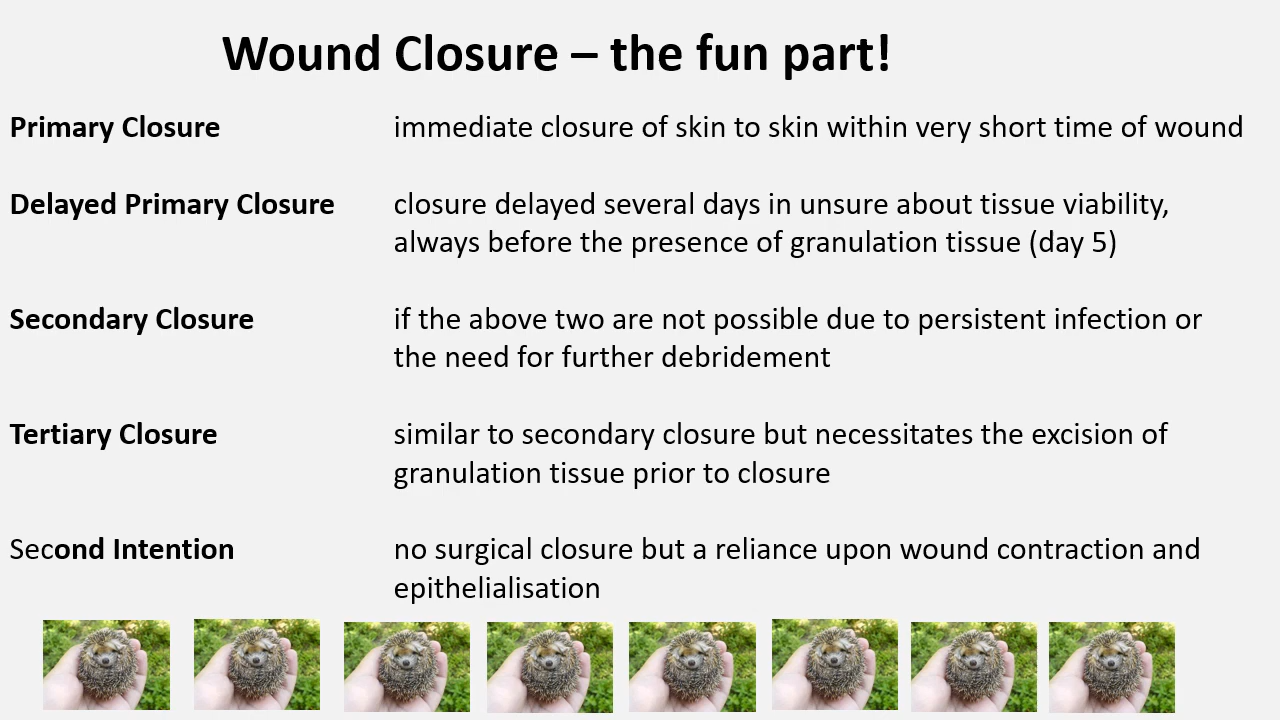 Wound Closure – the fun part!
Primary Closure immediate closure of skin to skin within very short time of wound
Delayed Primary Closure closure delayed several days in unsure about tissue viability,
always before the presence of granulation tissue (day 5)
Secondary Closure if the above two are not possible due to persistent infection or
the need for further debridement
Tertiary Closure similar to secondary closure but necessitates the excision of
granulation tissue prior to closure
Second Intention no surgical closure but a reliance upon wound contraction and
epithelialisation